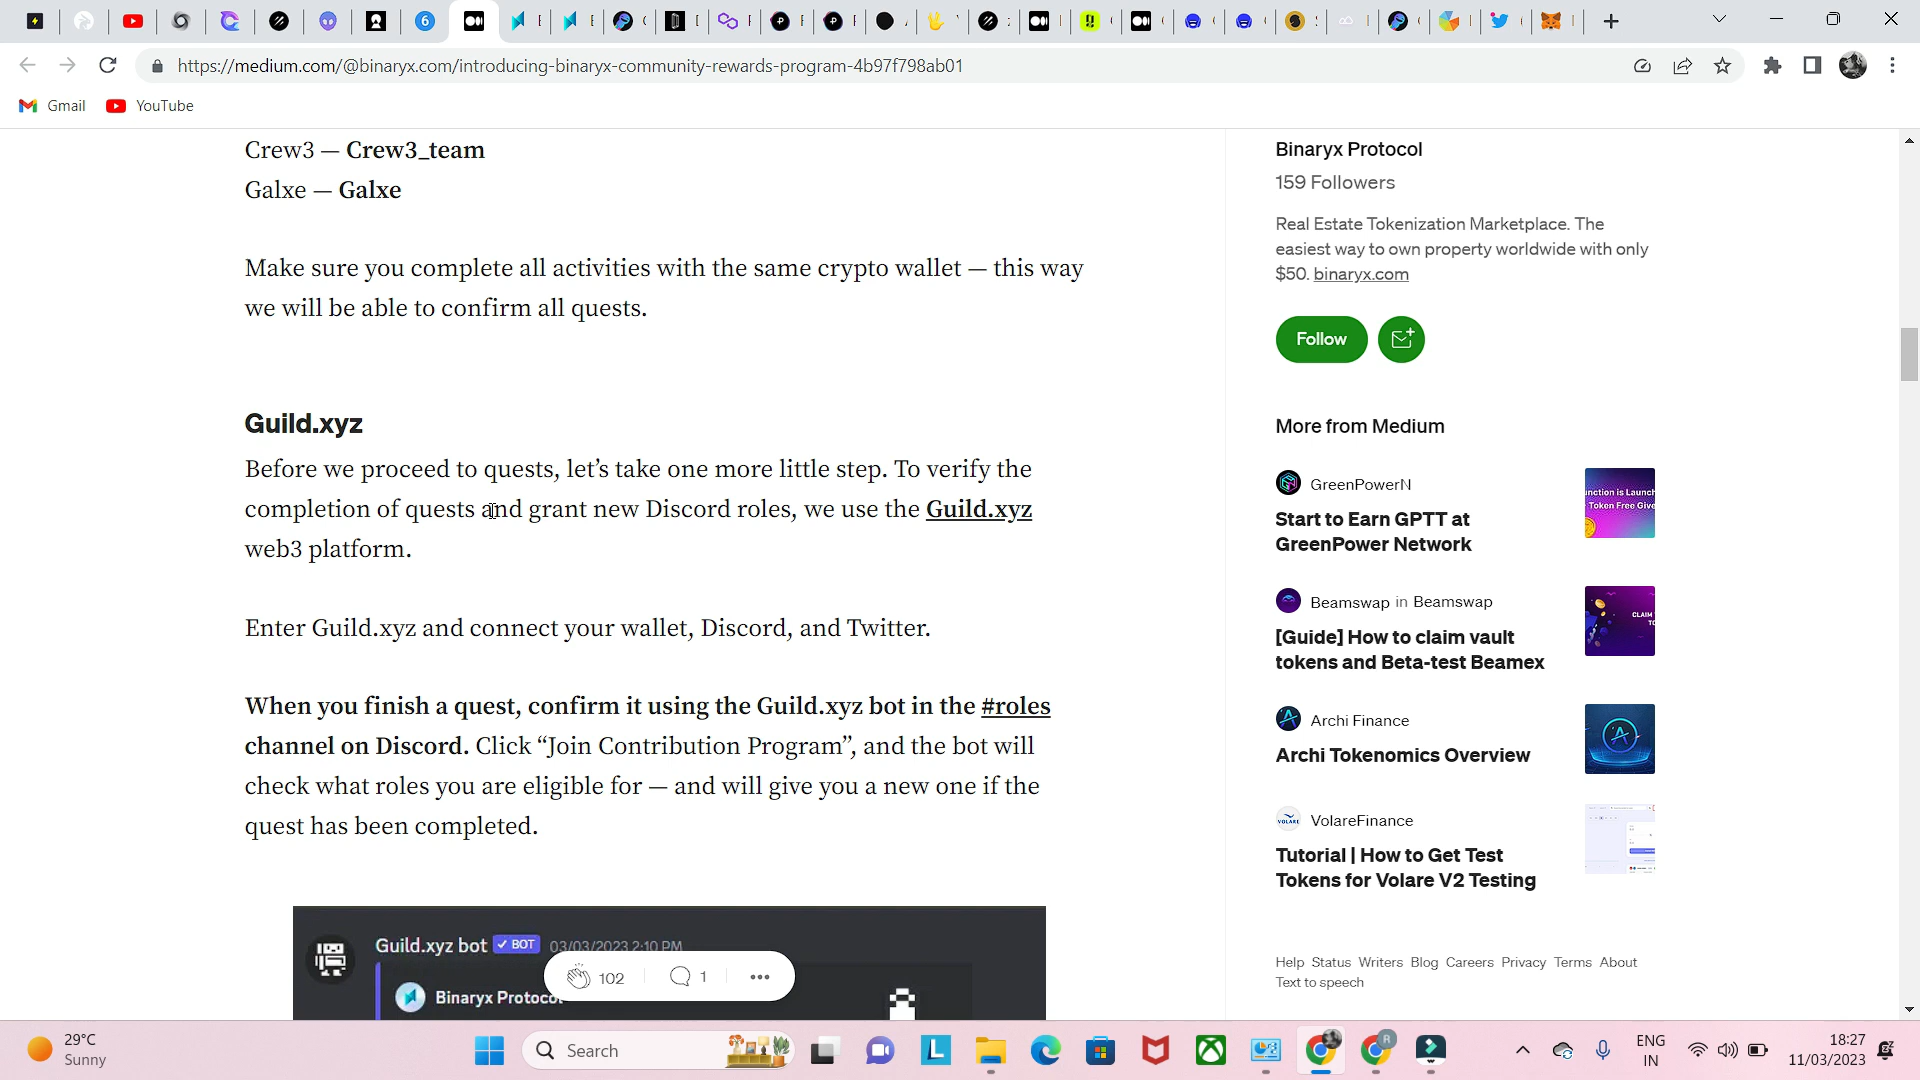 6
https://medium.com/@binaryx.com/introducing-binaryx-community-rewards-program-4b97f798ab01
Gmail YouTube
Crew3 — Crew3_team
Galxe — Galxe
Make sure you complete all activities with the same crypto wallet — this way
we will be able to confirm all quests.
Guild.xyz
Before we proceed to quests, let’s take one more little step. To verify the
completion of quests and grant new Discord roles, we use the Guild.xyz
web3 platform.
Enter Guild.xyz and connect your wallet, Discord, and Twitter.
When you finish a quest, confirm it using the Guild.xyz bot in the #roles
channel on Discord. Click “Join Contribution Program”, and the bot will
check what roles you are eligible for — and will give you a new one if the
quest has been completed.
Guild.xyz bot ✓ BOT 03/03/2023 2:10 PM
Binaryx Protocol
102 1
Binaryx Protocol
159 Followers
Real Estate Tokenization Marketplace. The
easiest way to own property worldwide with only
$50. binaryx.com
Follow
More from Medium
GreenPowerN
Start to Earn GPTT at
GreenPower Network
Beamswap in Beamswap
[Guide] How to claim vault
tokens and Beta-test Beamex
Archi Finance
Archi Tokenomics Overview
VOLARE VolareFinance
Tutorial | How to Get Test
Tokens for Volare V2 Testing
Help Status Writers Blog Careers Privacy Terms About
Text to speech
29°C
Sunny
Search
ENG
IN
18:27
11/03/2023